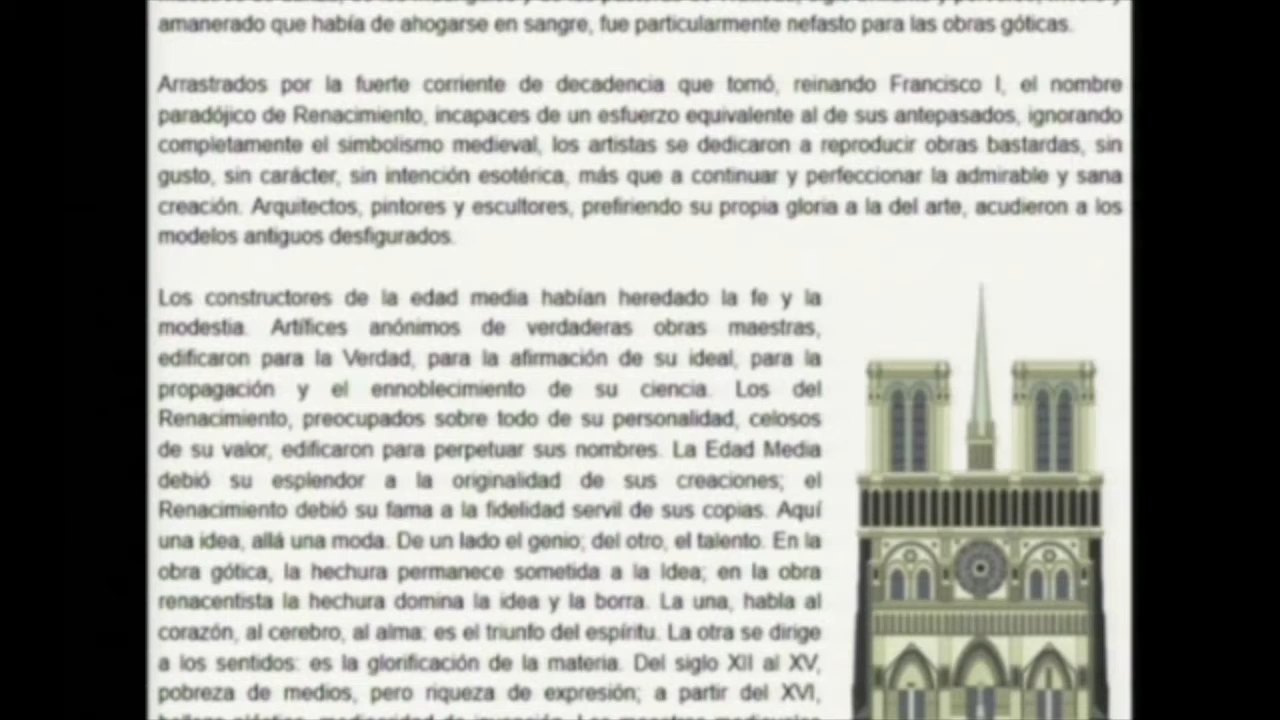 amanerado que había de ahogarse en sangre, fue particularmente nefasto para las obras góticas.
Arrastrados por la fuerte corriente de decadencia que tomó, reinando Francisco I, el nombre
paradójico de Renacimiento, incapaces de un esfuerzo equivalente al de sus antepasados, ignorando
completamente el simbolismo medieval, los artistas se dedicaron a reproducir obras bastardas, sin
gusto, sin carácter, sin intención esotérica, más que a continuar y perfeccionar la admirable y sana
creación. Arquitectos, pintores y escultores, prefiriendo su propia gloria a la del arte, acudieron a los
modelos antiguos desfigurados.
Los constructores de la edad media habían heredado la fe y la
modestia. Artífices anónimos de verdaderas obras maestras,
edificaron para la Verdad, para la afirmación de su ideal, para la
propagación y el ennoblecimiento de su ciencia. Los del
Renacimiento, preocupados sobre todo de su personalidad, celosos
de su valor, edificaron para perpetuar sus nombres. La Edad Media
debió su esplendor a la originalidad de sus creaciones; el
Renacimiento debió su fama a la fidelidad servil de sus copias. Aquí
una idea, allá una moda. De un lado el genio; del otro, el talento. En la
obra gótica, la hechura permanece sometida a la Idea; en la obra
renacentista la hechura domina la idea y la borra. La una, habla al
corazón, al cerebro, al alma: es el triunfo del espíritu. La otra se dirige
a los sentidos: es la glorificación de la materia. Del siglo XII al XV,
pobreza de medios, pero riqueza de expresión; a partir del XVI,